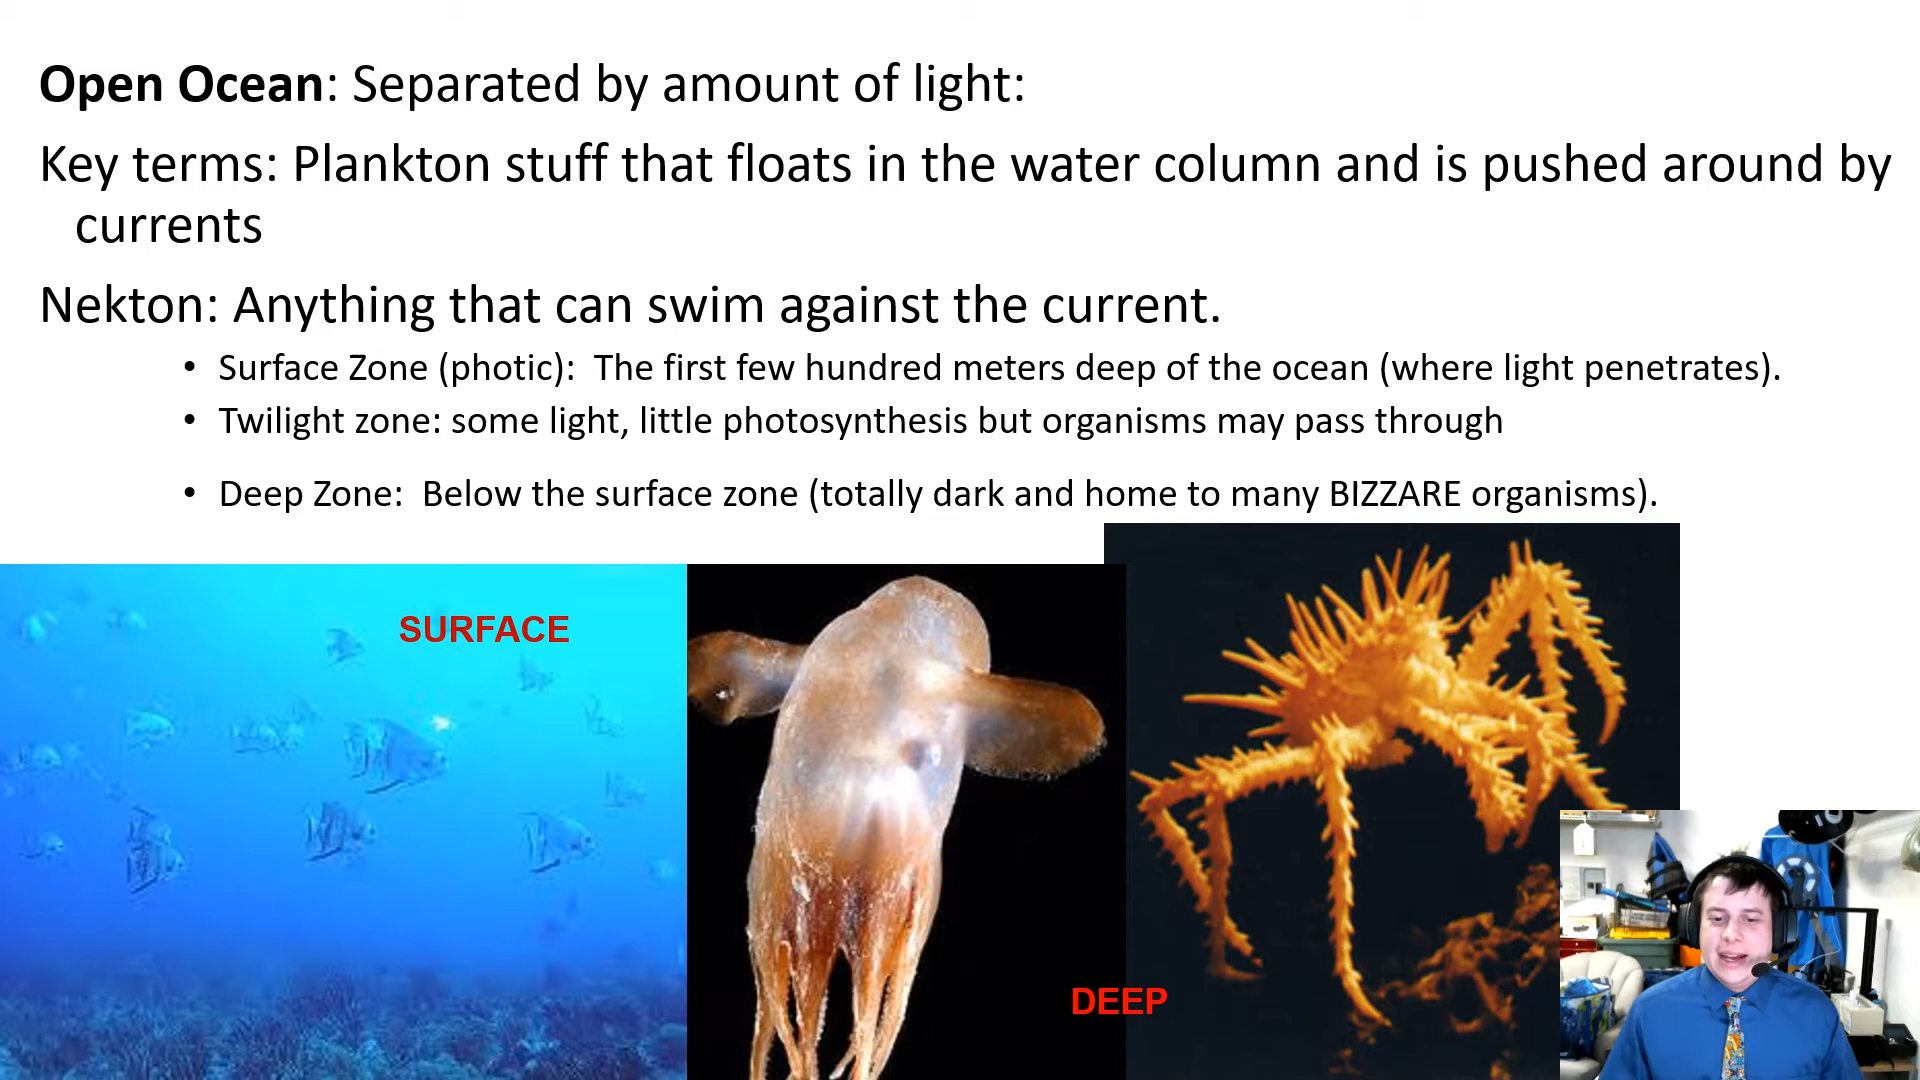 Open Ocean: Separated by amount of light:
Key terms: Plankton stuff that floats in the water column and is pushed around by
currents
Nekton: Anything that can swim against the current.
• Surface Zone (photic):  The first few hundred meters deep of the ocean (where light penetrates).
• Twilight zone: some light, little photosynthesis but organisms may pass through
• Deep Zone:  Below the surface zone (totally dark and home to many BIZZARE organisms).
SURFACE
DEEP